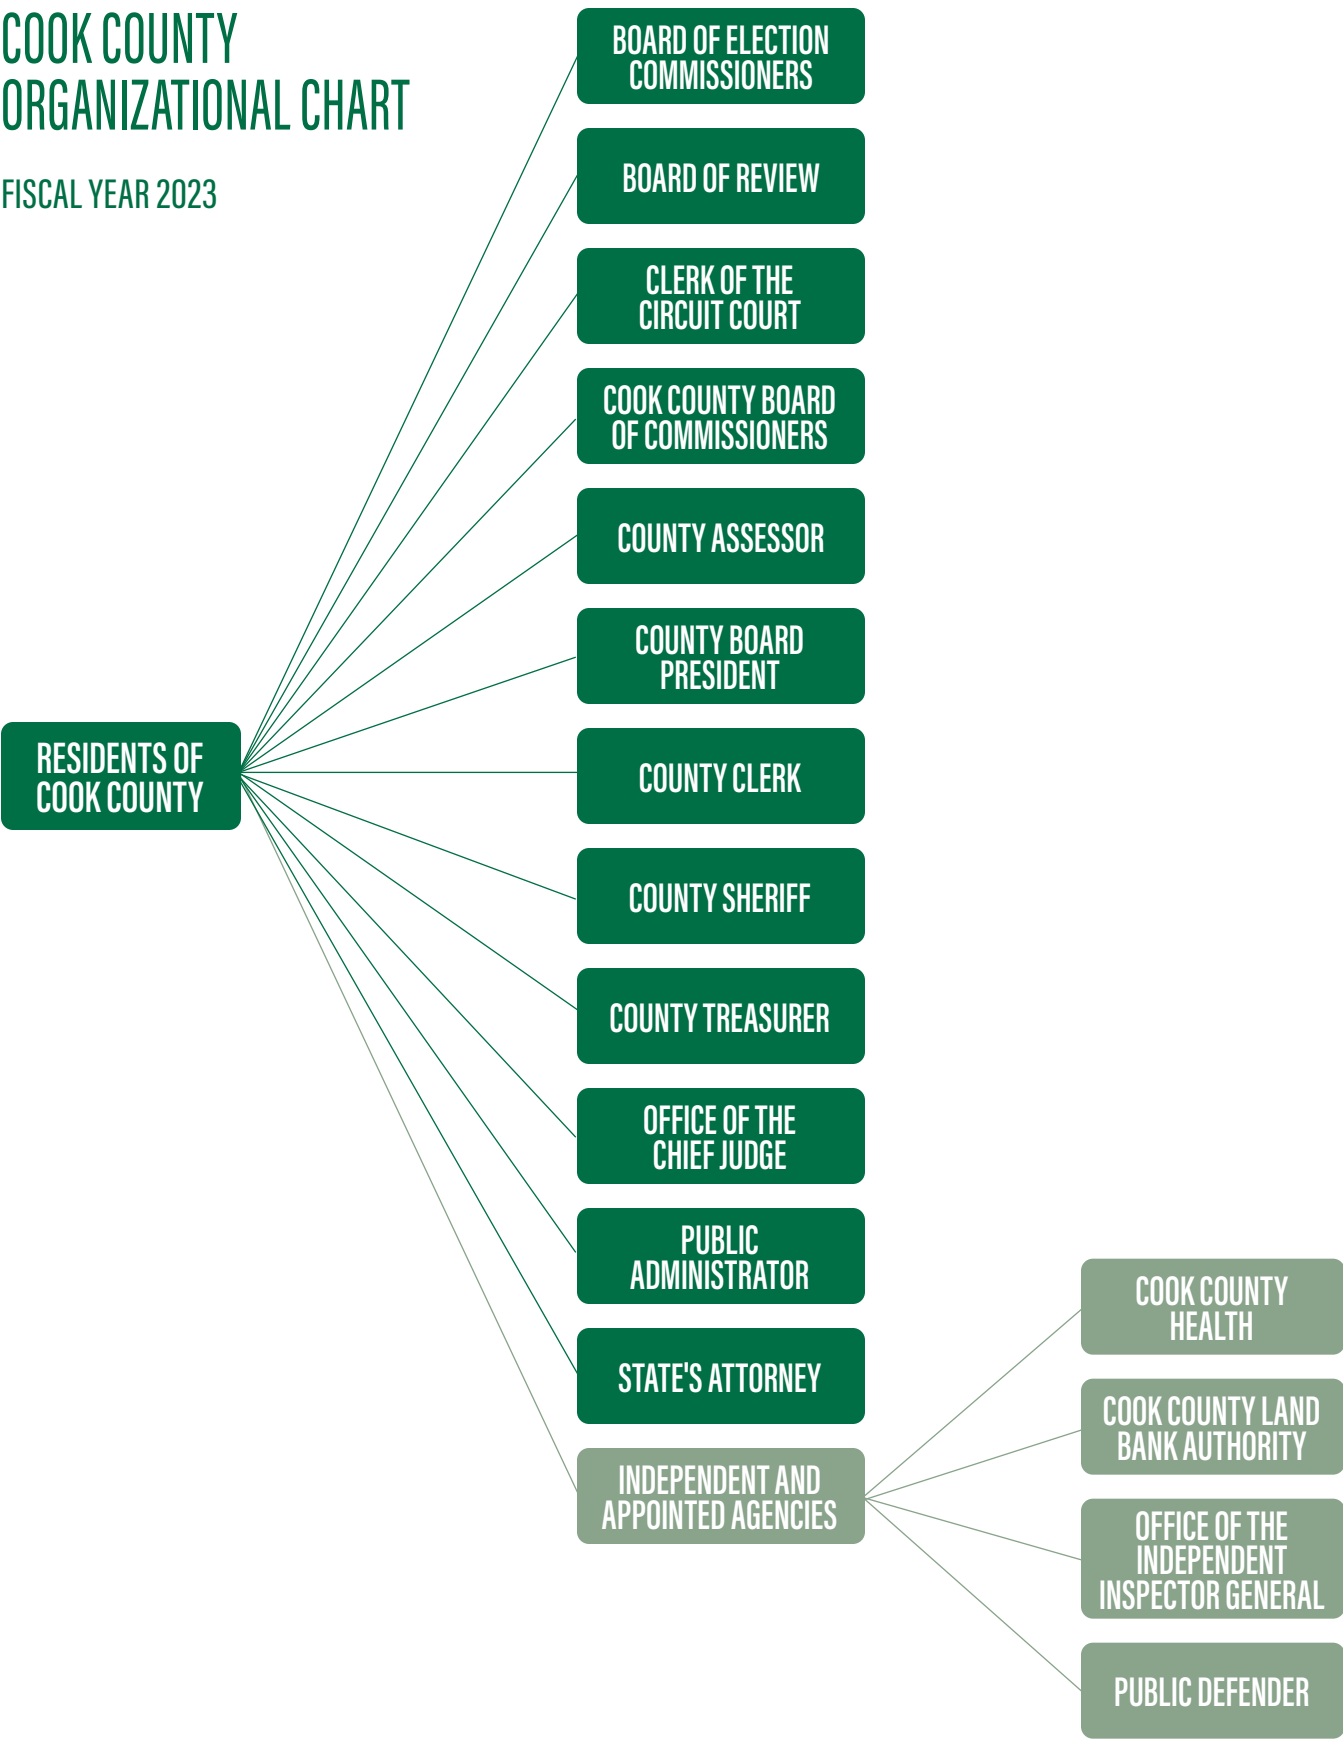 COOK COUNTY
ORGANIZATIONAL CHART
FISCAL YEAR 2023
RESIDENTS OF
COOK COUNTY
BOARD OF ELECTION
COMMISSIONERS
BOARD OF REVIEW
CLERK OF THE
CIRCUIT COURT
COOK COUNTY BOARD
OF COMMISSIONERS
COUNTY ASSESSOR
COUNTY BOARD
PRESIDENT
COUNTY CLERK
COUNTY SHERIFF
COUNTY TREASURER
OFFICE OF THE
CHIEF JUDGE
PUBLIC
ADMINISTRATOR
STATE'S ATTORNEY
INDEPENDENT AND
APPOINTED AGENCIES
COOK COUNTY
HEALTH
COOK COUNTY LAND
BANK AUTHORITY
OFFICE OF THE
INDEPENDENT
INSPECTOR GENERAL
PUBLIC DEFENDER